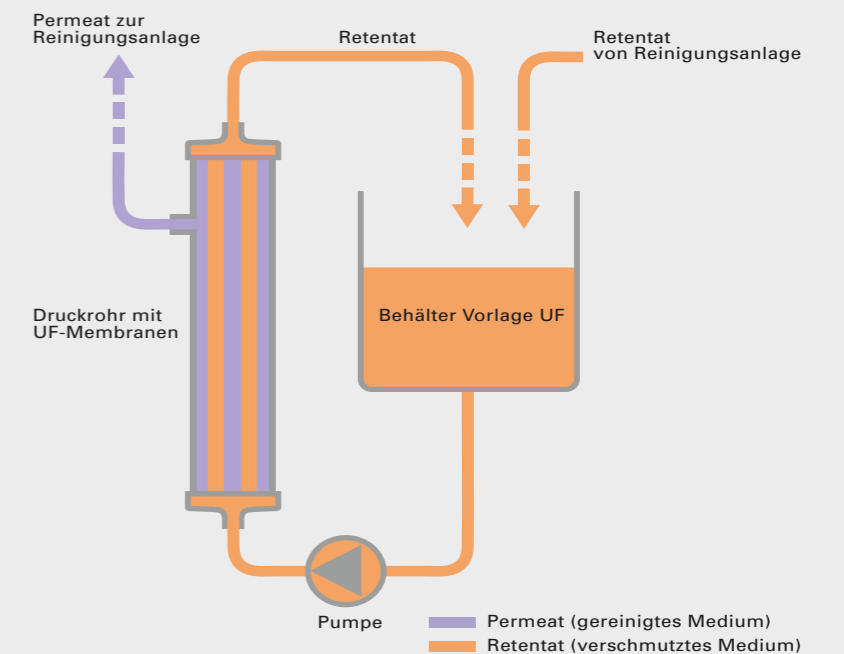 Permeat zur
Reinigungsanlage
Retentat
Retentat
von Reinigungsanlage
Druckrohr mit
UF-Membranen
Behälter Vorlage UF
Pumpe
Permeat (gereinigtes Medium)
Retentat (verschmutztes Medium)